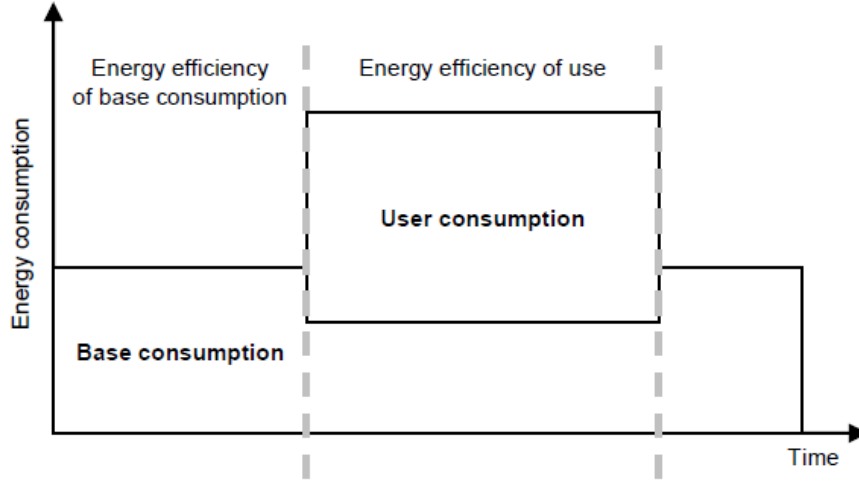 Energy efficiency
of base consumption
Energy efficiency of use
Energy consumption
User consumption
Base consumption
Time